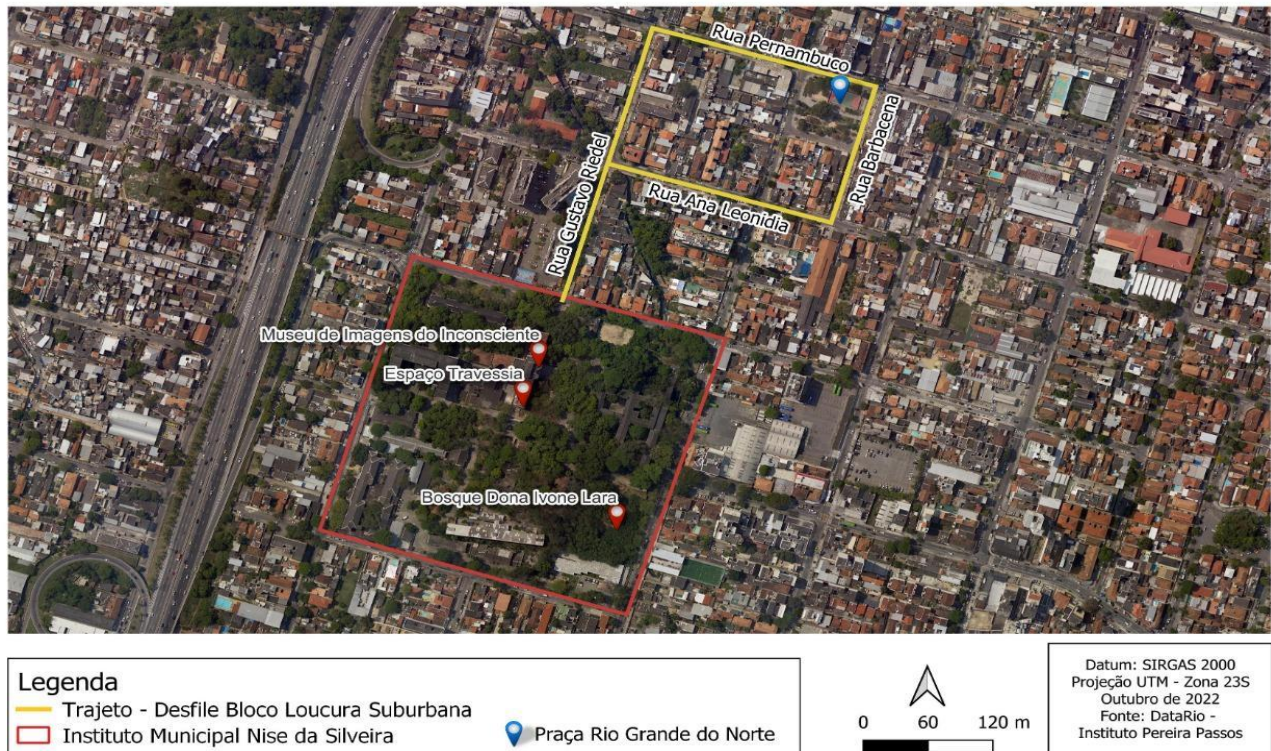 Rua Pernambuco
Rua Barbacena
Rua Gustavo Riedel
Rua Ana Leonidia
Museu de Imagens do Inconsciente
Espaço Travessia
Bosque Dona Ivone Lara
Legenda
Trajeto - Desfile Bloco Loucura Suburbana
Instituto Municipal Nise da Silveira
Praça Rio Grande do Norte
0 60 120 m
Datum: SIRGAS 2000
Projeção UTM - Zona 23S
Outubro de 2022
Fonte: DataRio -
Instituto Pereira Passos